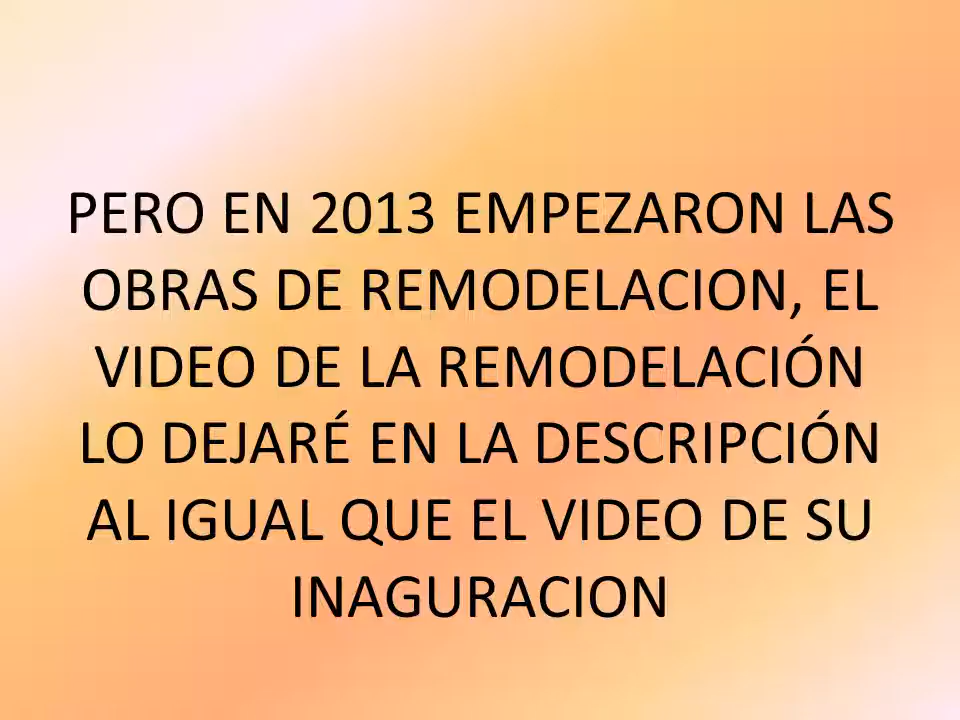 PERO EN 2013 EMPEZARON LAS
OBRAS DE REMODELACION, EL
VIDEO DE LA REMODELACIÓN
LO DEJARÉ EN LA DESCRIPCIÓN
AL IGUAL QUE EL VIDEO DE SU
INAGURACION